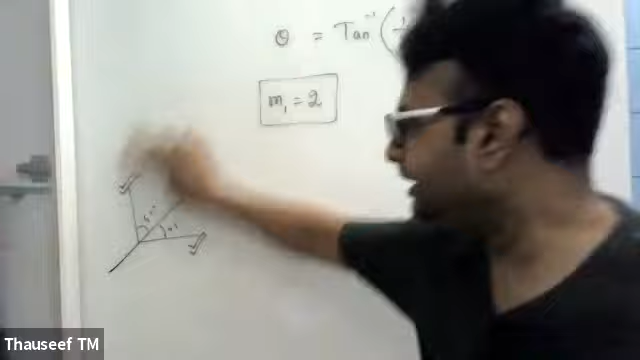 θ = Tan⁻¹ (
m₁ = 2
Thauseef TM